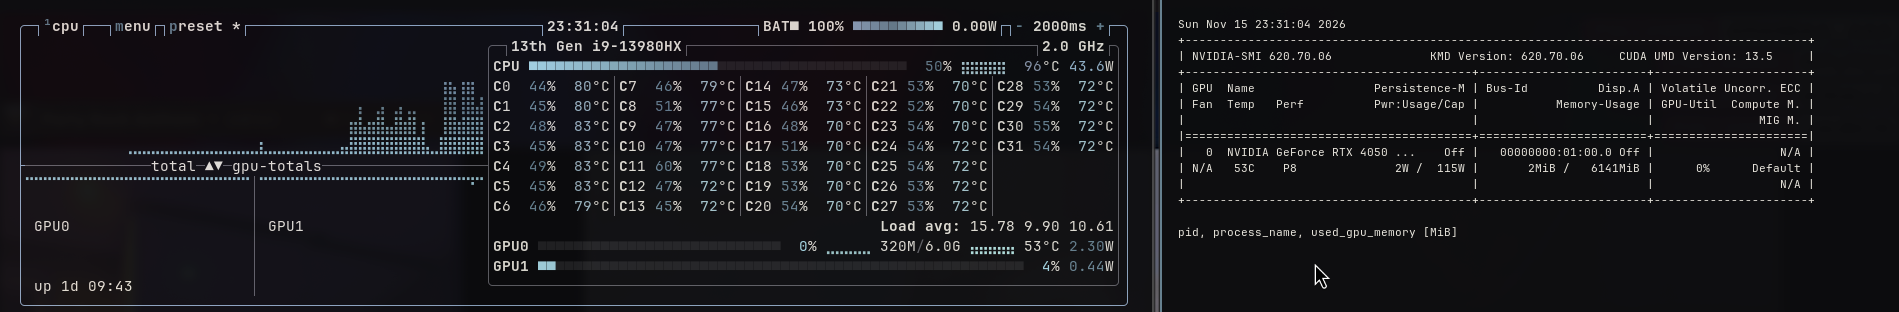 ¹cpu menu preset * 23:31:04 BAT■ 100% 0.00W - 2000ms +
13th Gen i9-13980HX 2.0 GHz
CPU 50% 96°C 43.6W
C0 44% 80°C C7 46% 79°C C14 47% 73°C C21 53% 70°C C28 53% 72°C
C1 45% 80°C C8 51% 77°C C15 46% 73°C C22 52% 70°C C29 54% 72°C
C2 48% 83°C C9 47% 77°C C16 48% 70°C C23 54% 70°C C30 55% 72°C
C3 45% 83°C C10 47% 77°C C17 51% 70°C C24 54% 72°C C31 54% 72°C
total ▲▼ gpu-totals
C4 49% 83°C C11 60% 77°C C18 53% 70°C C25 53% 72°C
C5 45% 83°C C12 47% 72°C C19 53% 70°C C26 53% 72°C
C6 46% 79°C C13 45% 72°C C20 54% 70°C C27 53% 72°C
GPU0 GPU1
Load avg: 15.78 9.90 10.61
GPU0 0% 320M/6.0G 53°C 2.30W
GPU1 4% 0.44W
up 1d 09:43
Sun Nov 15 23:31:04 2026
+-----------------------------------------------------------------------------------------+
| NVIDIA-SMI 620.70.06 KMD Version: 620.70.06 CUDA UMD Version: 13.5 |
+-----------------------------------------+------------------------+----------------------+
| GPU Name Persistence-M | Bus-Id Disp.A | Volatile Uncorr. ECC |
| Fan Temp Perf Pwr:Usage/Cap | Memory-Usage | GPU-Util Compute M. |
| | | MIG M. |
|=========================================+========================+======================|
| 0 NVIDIA GeForce RTX 4050 ... Off | 00000000:01:00.0 Off | N/A |
| N/A 53C P8 2W / 115W | 2MiB / 6141MiB | 0% Default |
| | | N/A |
+-----------------------------------------+------------------------+----------------------+
pid, process_name, used_gpu_memory [MiB]